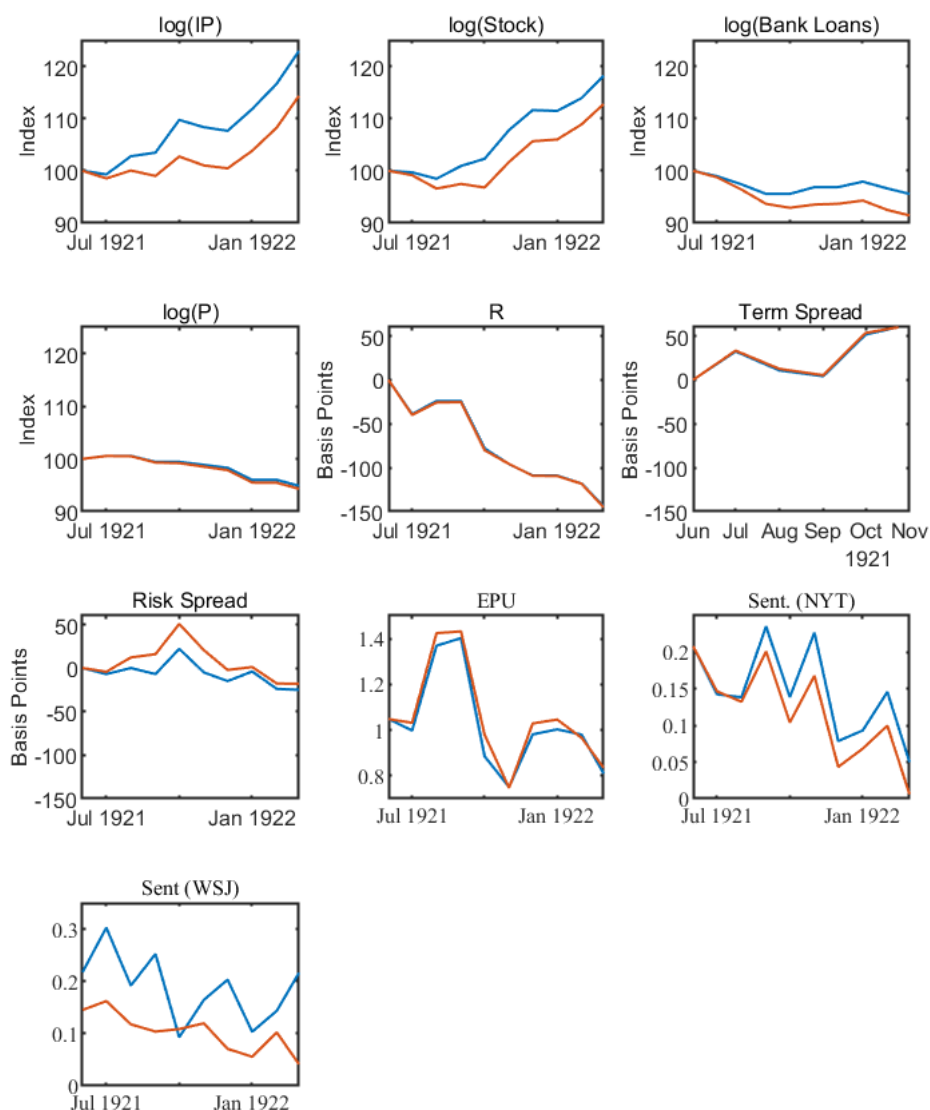 log(IP)
120
110
100
90
Index
Jul 1921
Jan 1922
log(Stock)
120
110
100
90
Index
Jul 1921
Jan 1922
log(Bank Loans)
120
110
100
90
Index
Jul 1921
Jan 1922
log(P)
120
110
100
90
Index
Jul 1921
Jan 1922
R
50
0
-50
-100
-150
Basis Points
Jul 1921
Jan 1922
Term Spread
50
0
-50
-100
-150
Basis Points
Jun Jul Aug Sep Oct Nov
1921
Risk Spread
50
0
-50
-100
-150
Basis Points
Jul 1921
Jan 1922
EPU
1.4
1.2
1
0.8
Jul 1921
Jan 1922
Sent. (NYT)
0.2
0.15
0.1
0.05
0
Jul 1921
Jan 1922
Sent (WSJ)
0.3
0.2
0.1
0
Jul 1921
Jan 1922